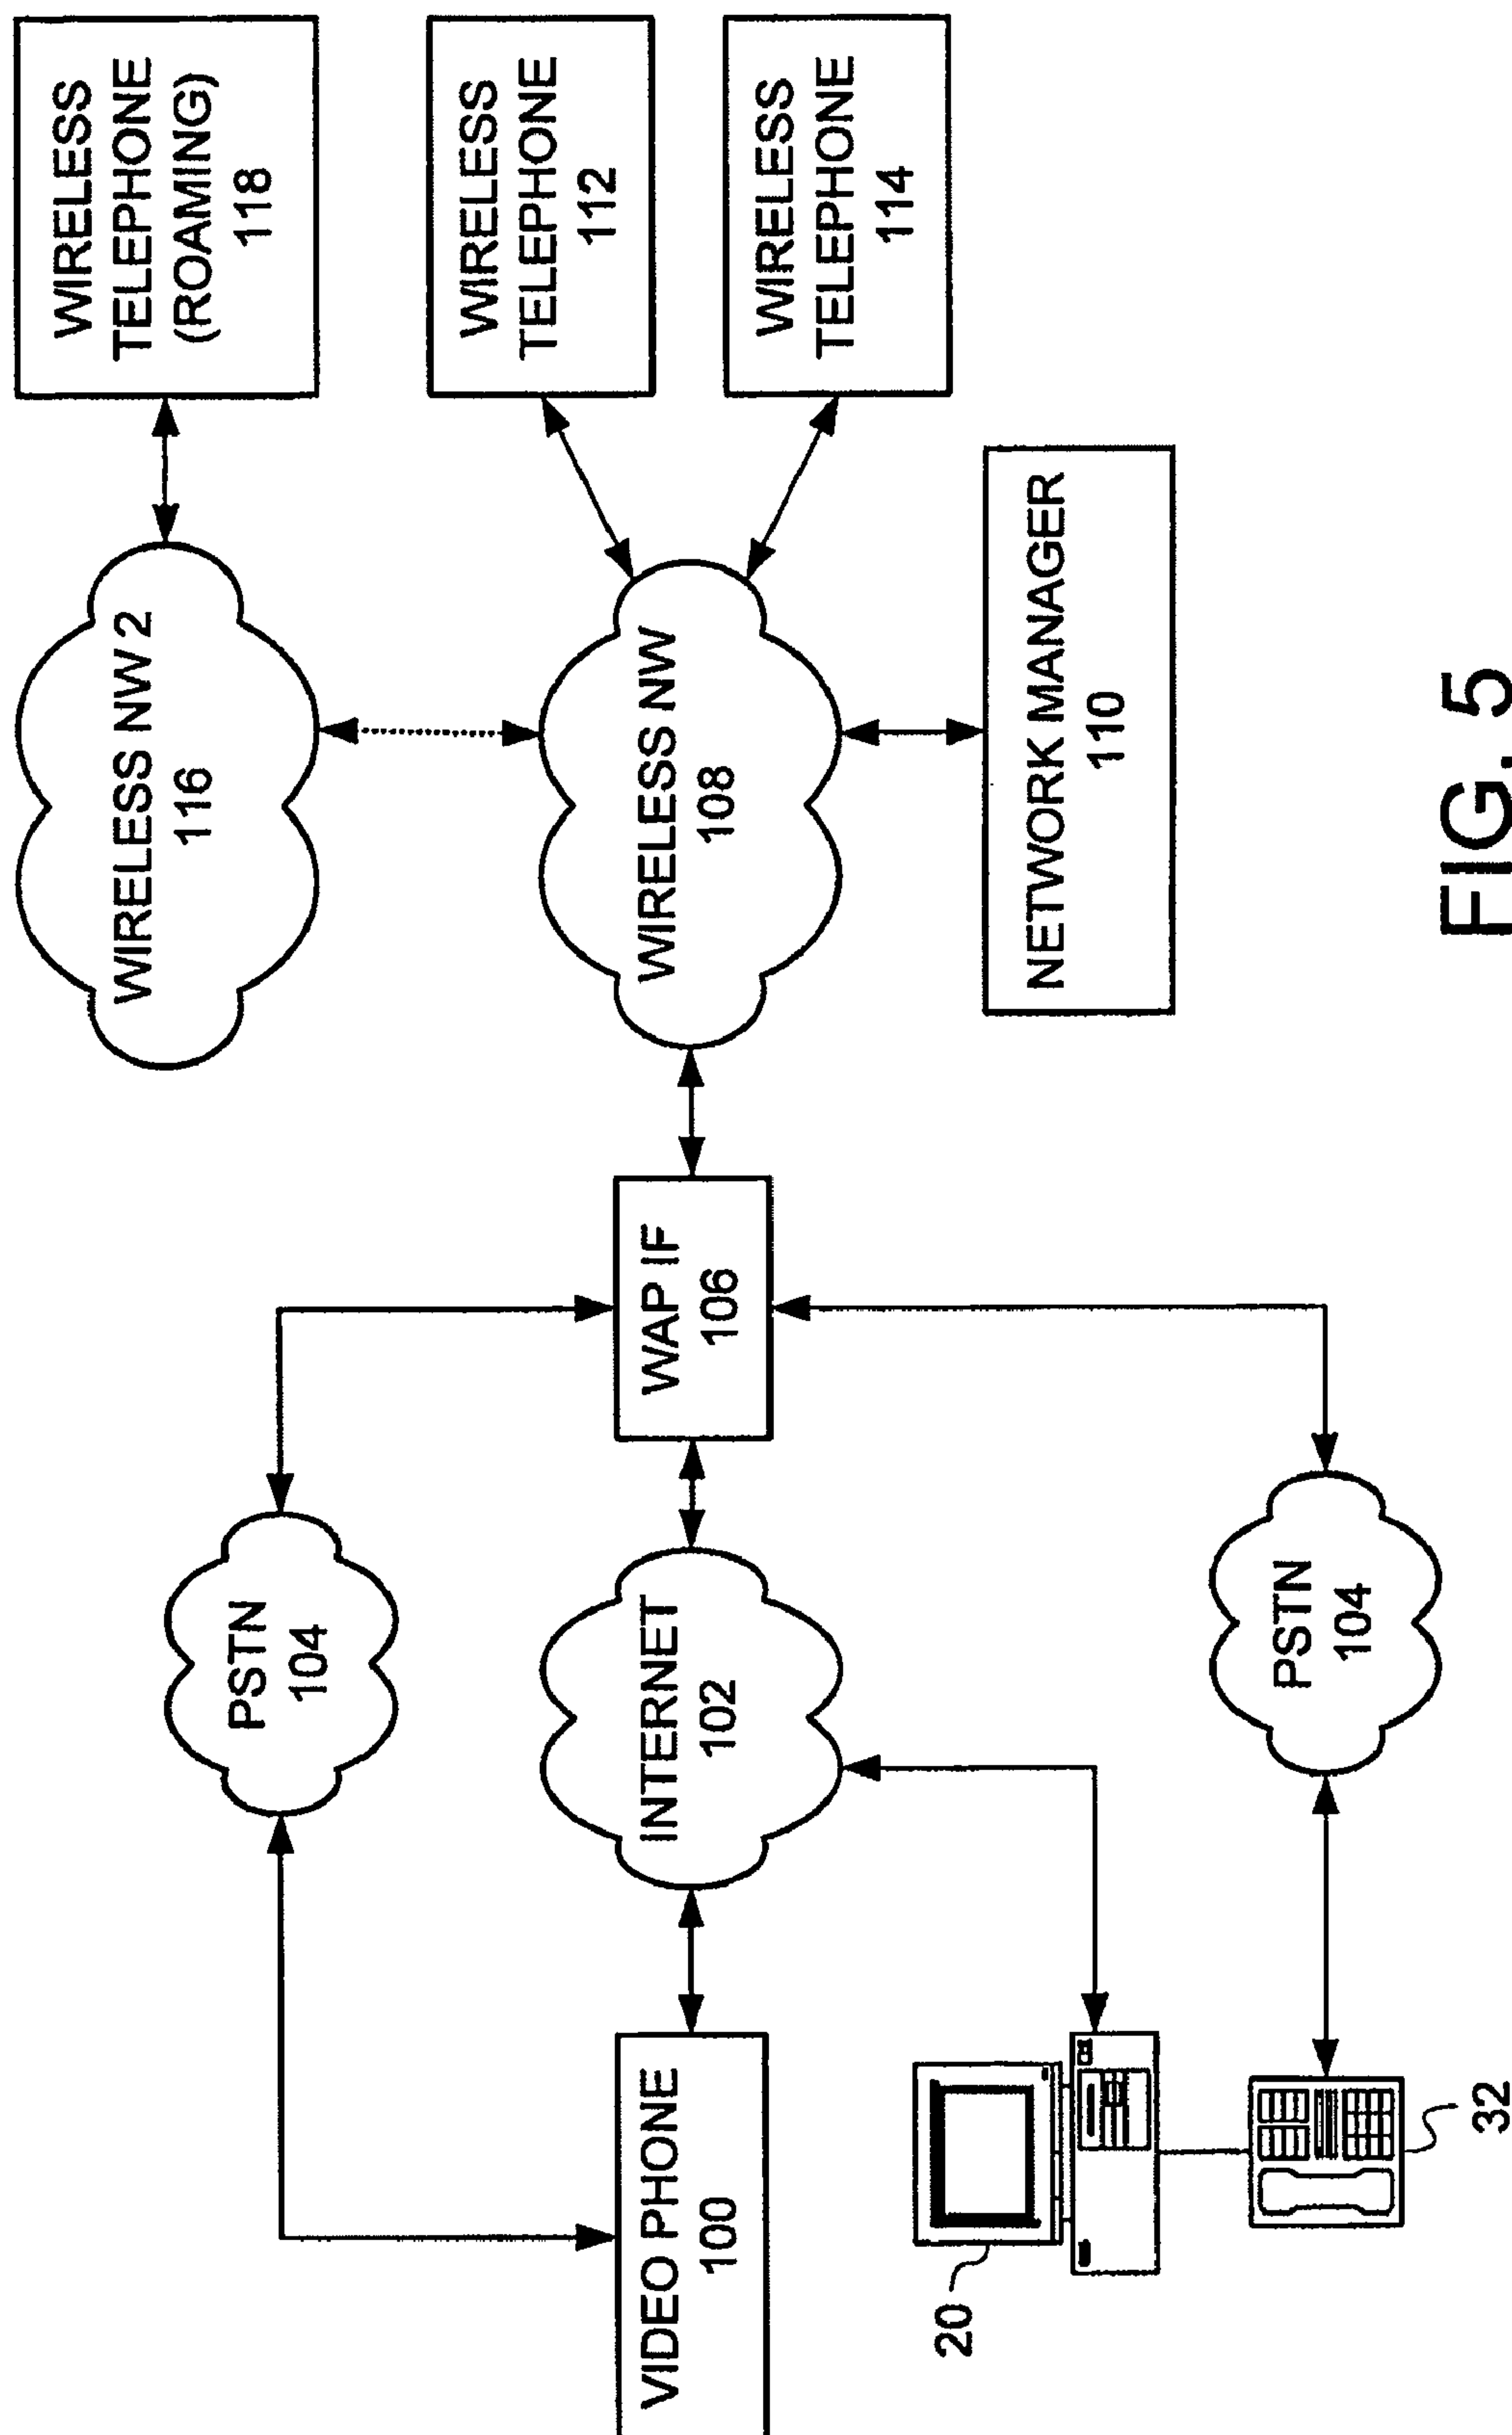 WIRELESS
TELEPHONE
(ROAMING)
118
WIRELESS NW 2
116
WIRELESS
TELEPHONE
112
WIRELESS
TELEPHONE
114
WIRELESS NW
108
NETWORK MANAGER
110
WAP IF
106
PSTN
104
INTERNET
102
PSTN
104
VIDEO PHONE
100
20
32
FIG. 5